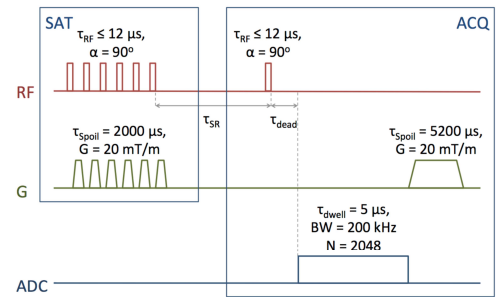 SAT
ACQ
τRF ≤ 12 μs,
α = 90°
τRF ≤ 12 μs,
α = 90°
RF
τSR
τdead
τSpoil = 2000 μs,
G = 20 mT/m
τSpoil = 5200 μs,
G = 20 mT/m
G
τdwell = 5 μs,
BW = 200 kHz
N = 2048
ADC